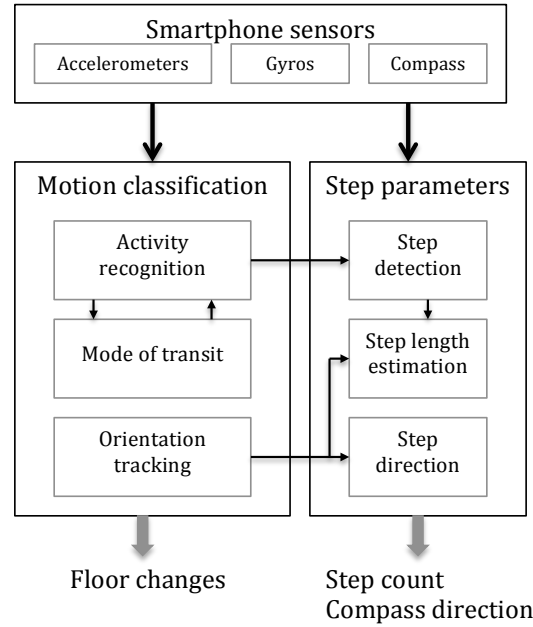 Smartphone sensors
Accelerometers
Gyros
Compass
Motion classification
Activity
recognition
Mode of transit
Orientation
tracking
Step parameters
Step
detection
Step length
estimation
Step
direction
Floor changes
Step count
Compass direction